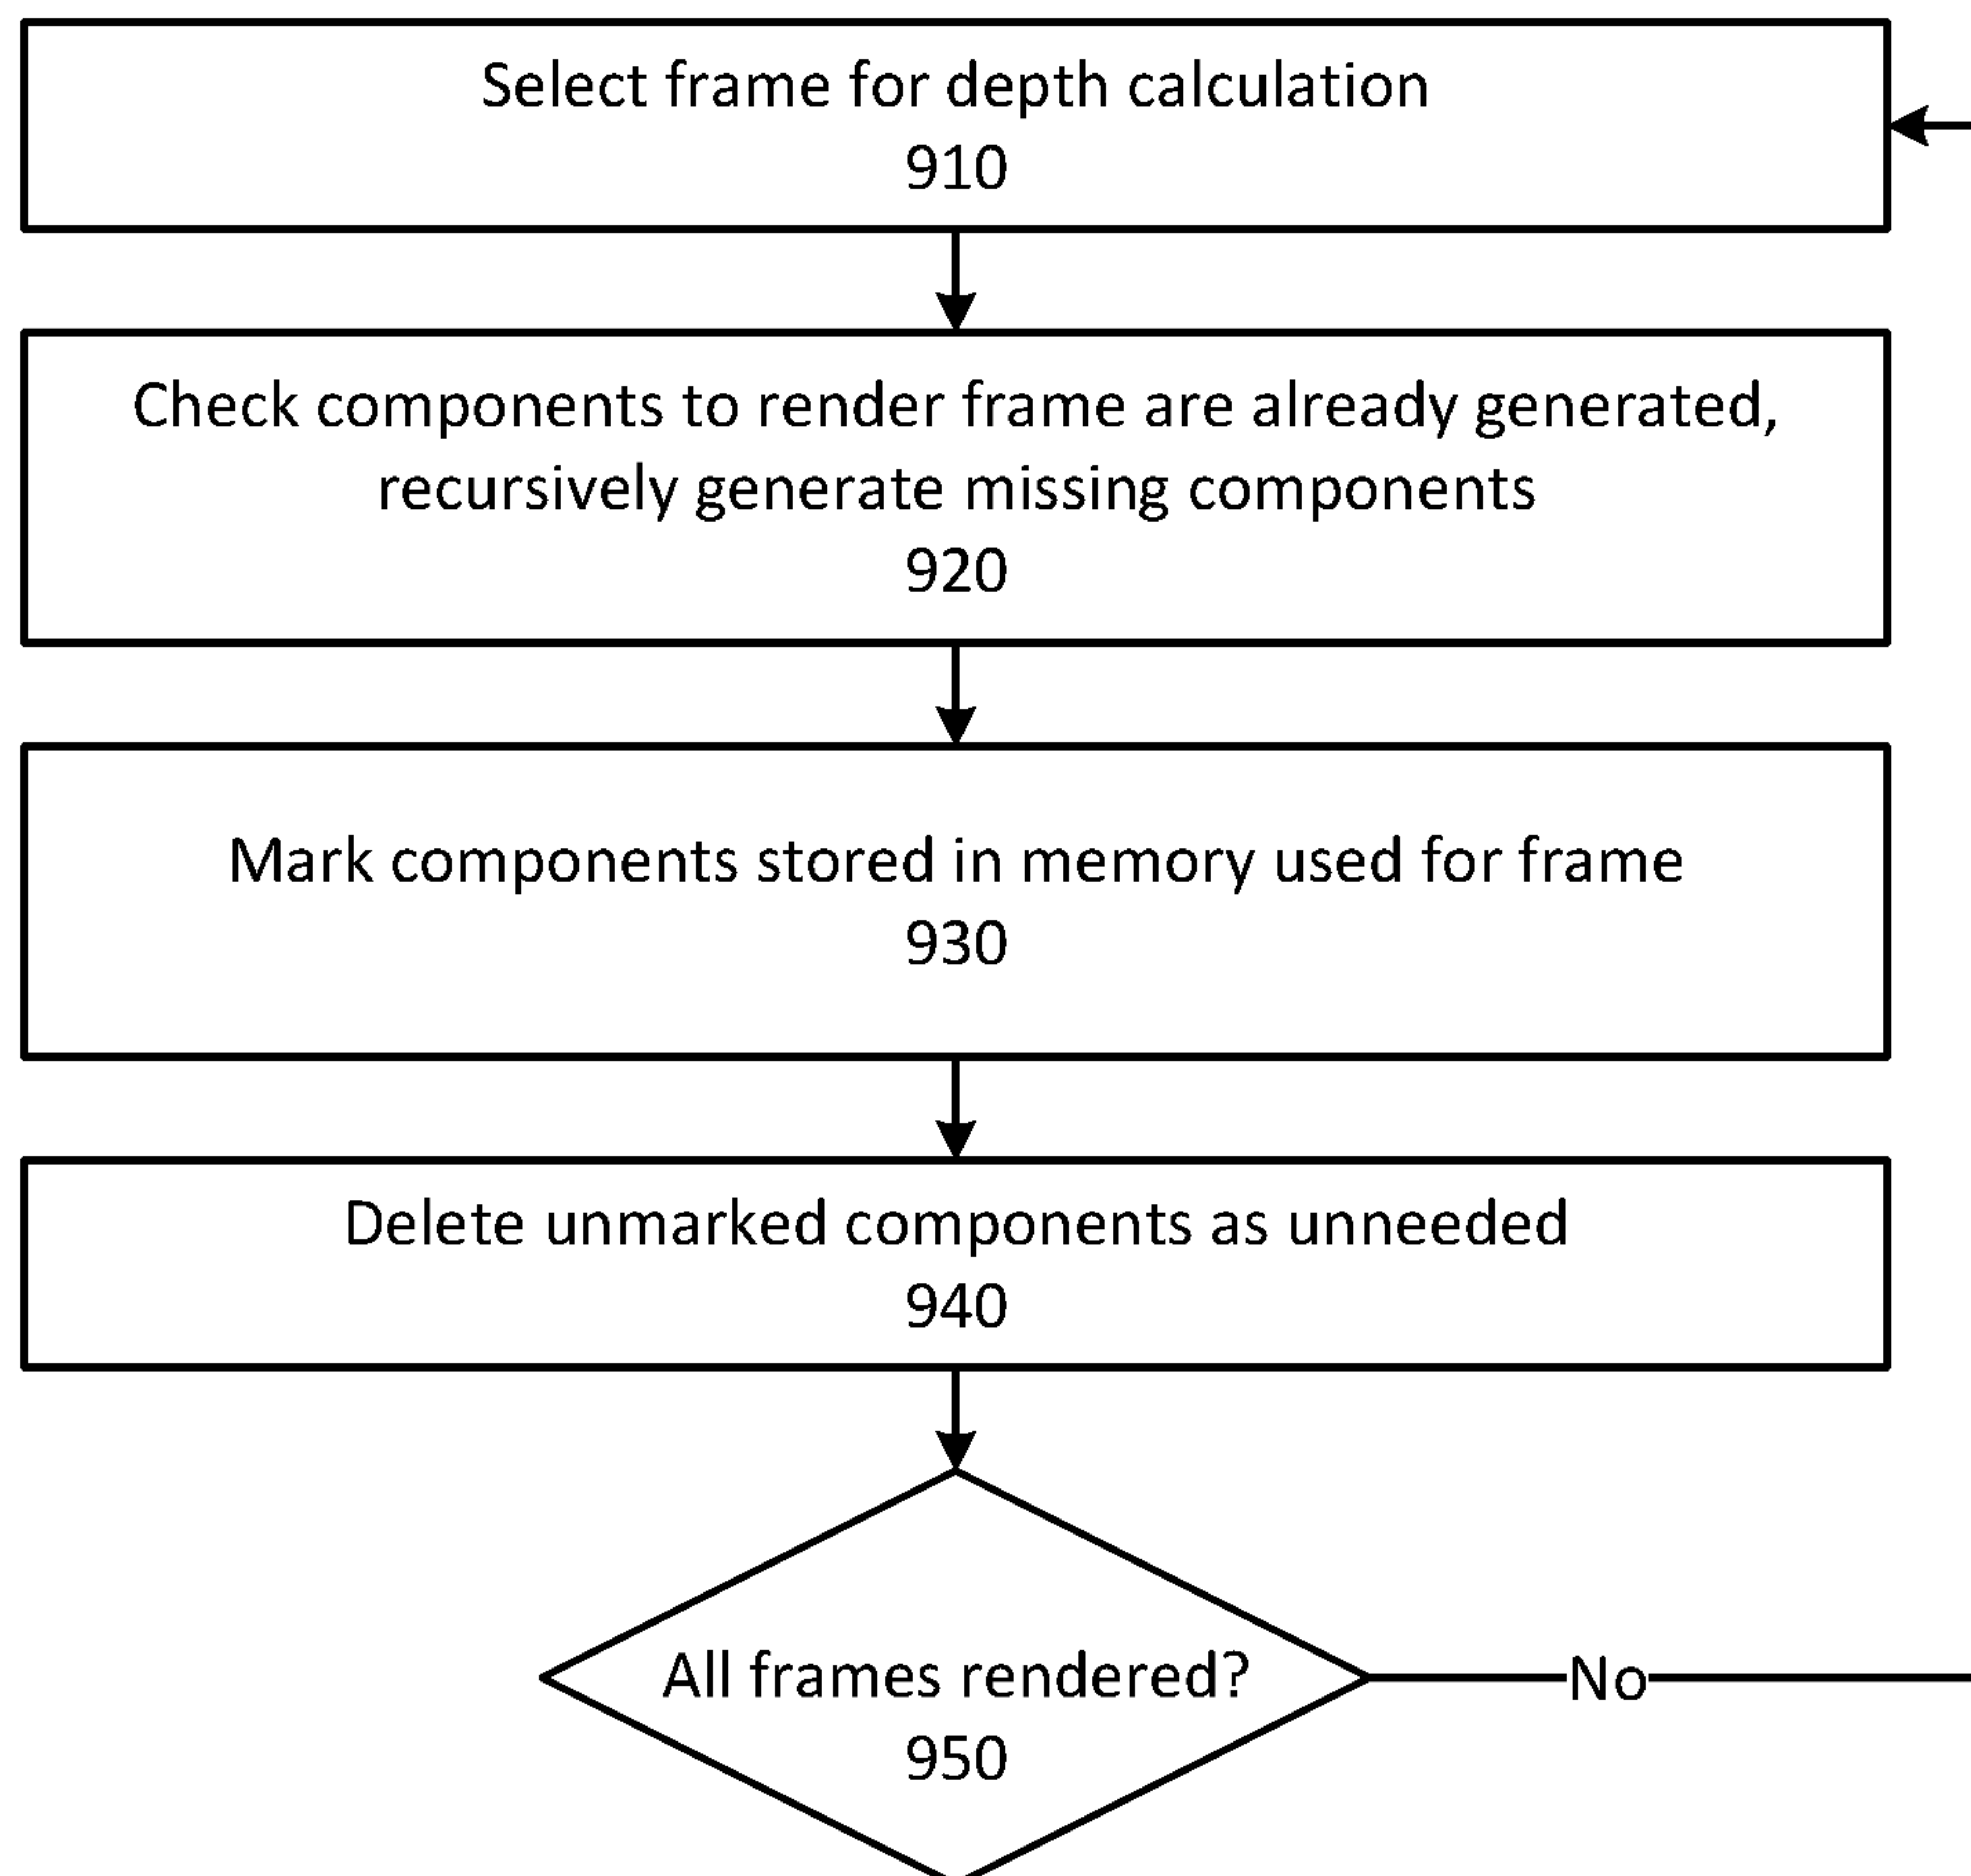 Select frame for depth calculation
910
Check components to render frame are already generated,
recursively generate missing components
920
Mark components stored in memory used for frame
930
Delete unmarked components as unneeded
940
All frames rendered?
950
No